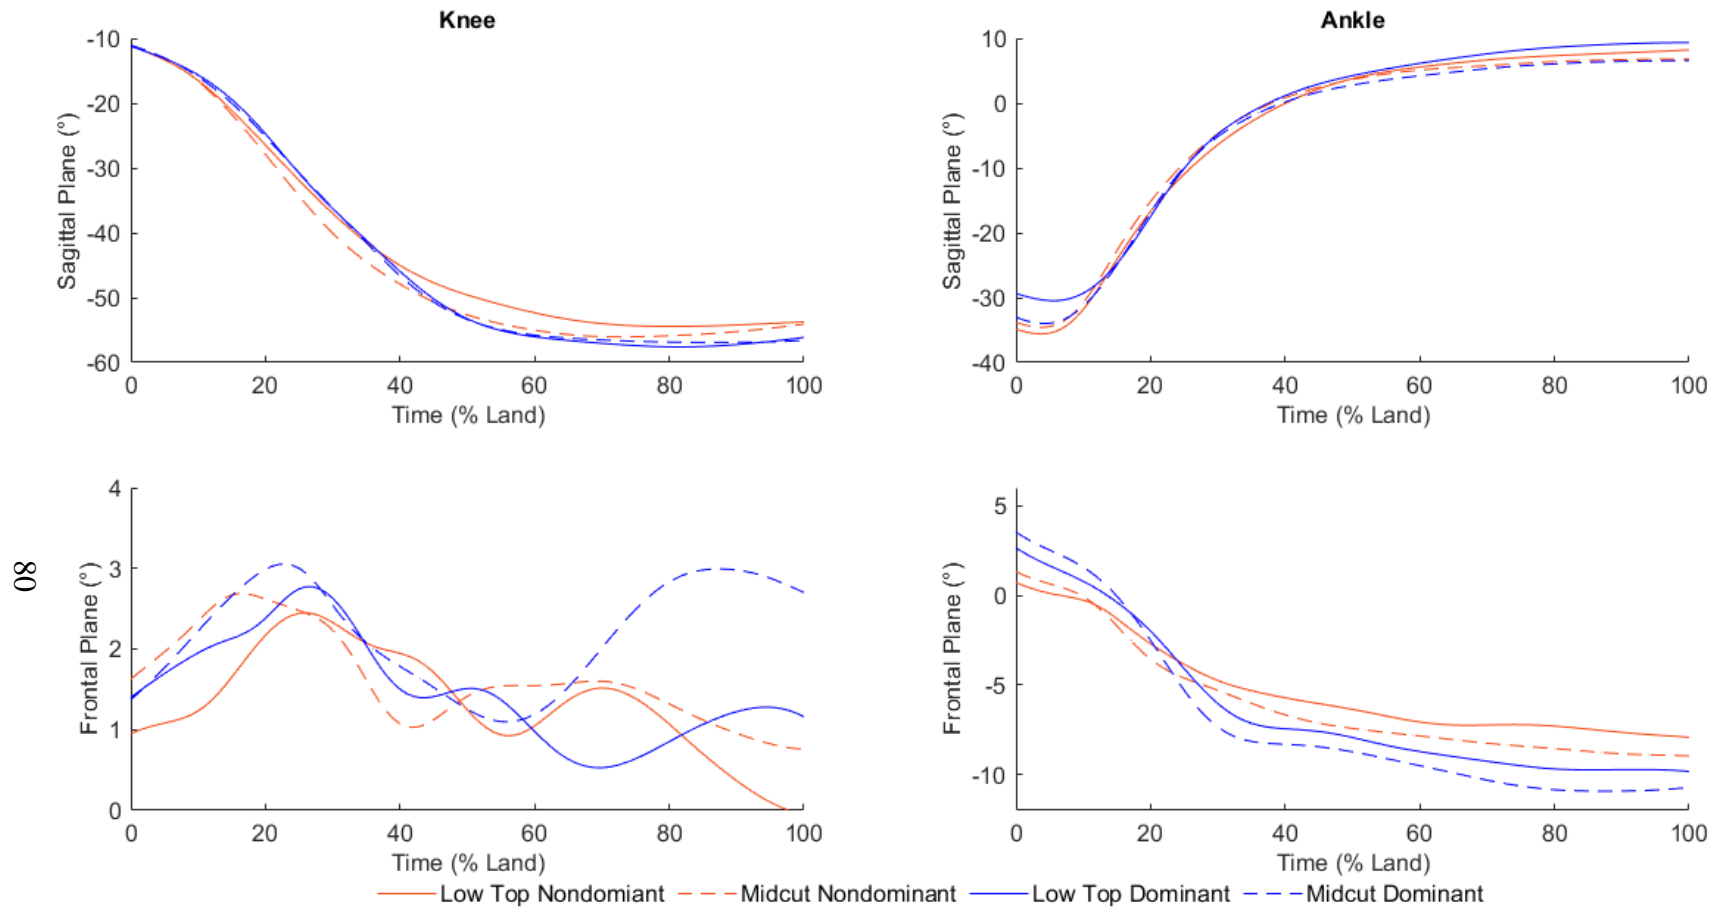 Knee
-10
-20
-30
-40
-50
-60
Sagittal Plane (°)
0 20 40 60 80 100
Time (% Land)
Ankle
10
0
-10
-20
-30
-40
Sagittal Plane (°)
0 20 40 60 80 100
Time (% Land)
80
4
3
2
1
0
Frontal Plane (°)
0 20 40 60 80 100
Time (% Land)
5
0
-5
-10
Frontal Plane (°)
0 20 40 60 80 100
Time (% Land)
Low Top Nondomiant Midcut Nondominant Low Top Dominant Midcut Dominant